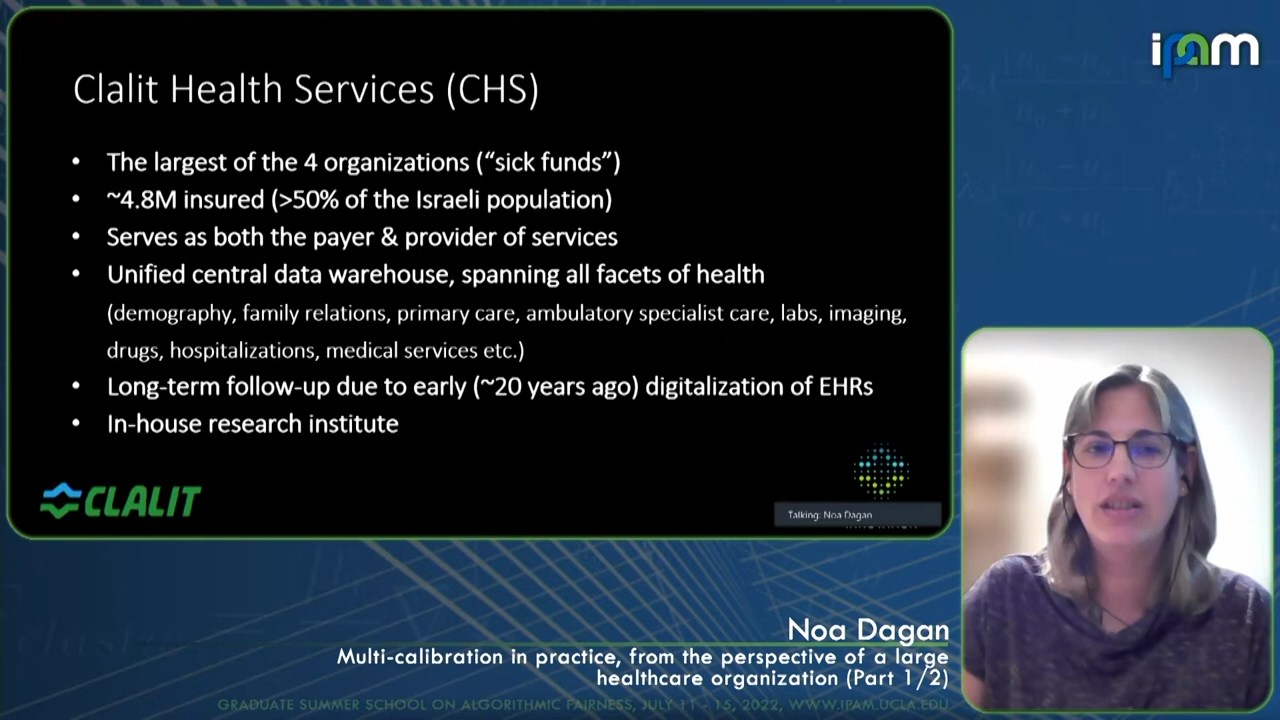 Clalit Health Services (CHS)
• The largest of the 4 organizations (“sick funds”)
• ~4.8M insured (>50% of the Israeli population)
• Serves as both the payer & provider of services
• Unified central data warehouse, spanning all facets of health
(demography, family relations, primary care, ambulatory specialist care, labs, imaging,
drugs, hospitalizations, medical services etc.)
• Long-term follow-up due to early (~20 years ago) digitalization of EHRs
• In-house research institute
CLALIT
Talking: Noa Dagan
ipam
Noa Dagan
Multi-calibration in practice, from the perspective of a large
healthcare organization (Part 1/2)
GRADUATE SUMMER SCHOOL ON ALGORITHMIC FAIRNESS, JULY 11 - 15, 2022, WWW.IPAM.UCLA.EDU